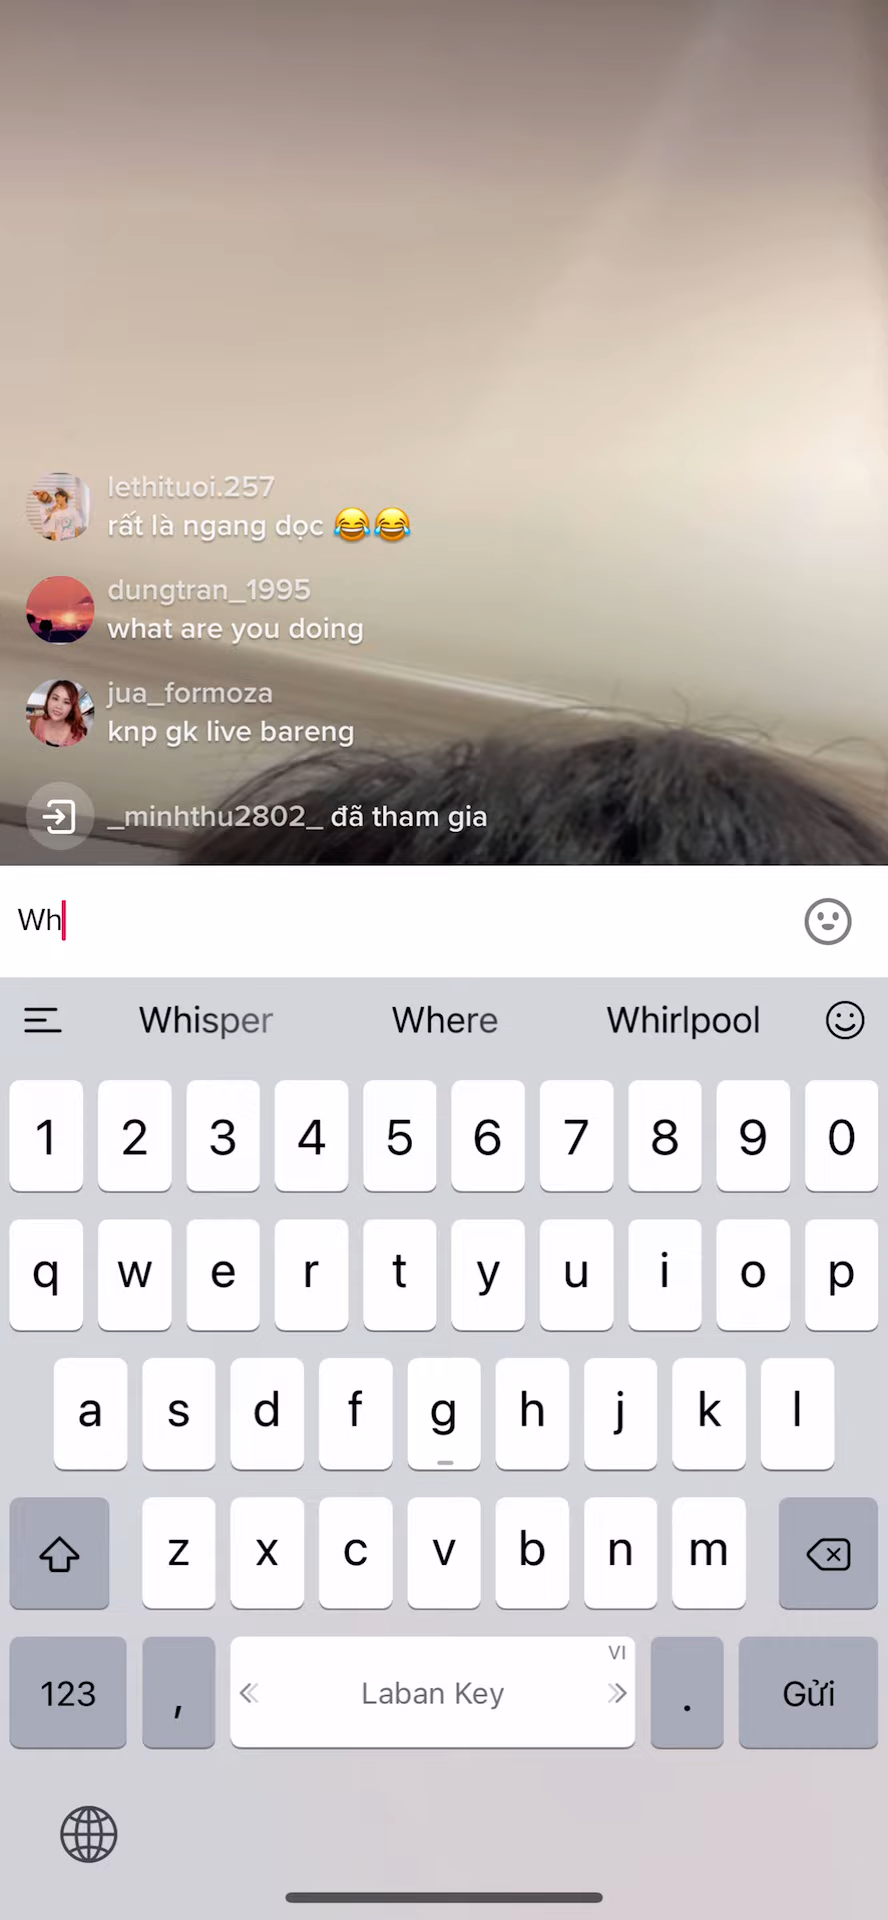 lethituoi.257
rất là ngang dọc 😂😂
dungtran_1995
what are you doing
jua_formoza
knp gk live bareng
_minhthu2802_ đã tham gia
Wh
Whisper Where Whirlpool
1 2 3 4 5 6 7 8 9 0
q w e r t y u i o p
a s d f g h j k l
z x c v b n m
VI
123 , « Laban Key » . Gửi